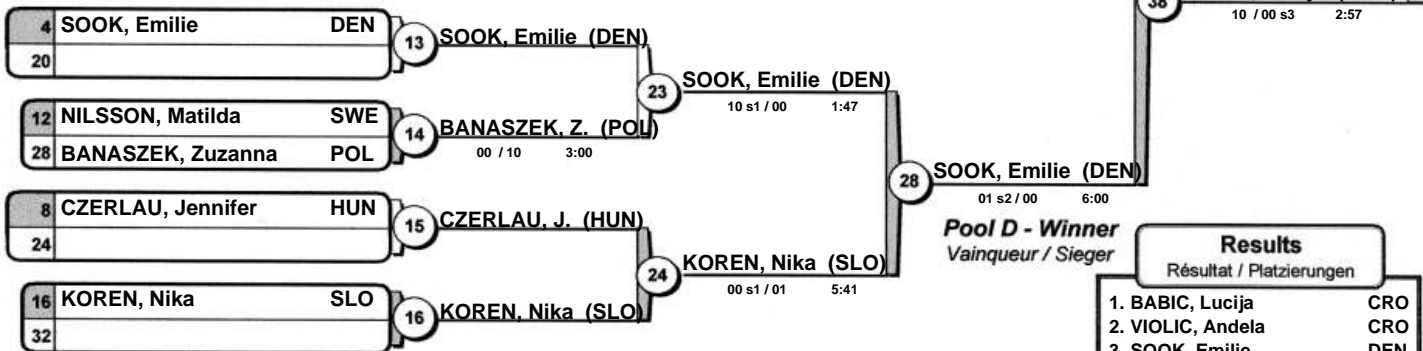 38
10 / 00 s3 2:57
4 SOOK, Emilie DEN
20
13 SOOK, Emilie (DEN)
12 NILSSON, Matilda SWE
28 BANASZEK, Zuzanna POL
14 BANASZEK, Z. (POL)
00 / 10 3:00
23 SOOK, Emilie (DEN)
10 s1 / 00 1:47
8 CZERLAU, Jennifer HUN
24
15 CZERLAU, J. (HUN)
16 KOREN, Nika SLO
32
16 KOREN, Nika (SLO)
24 KOREN, Nika (SLO)
00 s1 / 01 5:41
28 SOOK, Emilie (DEN)
01 s2 / 00 6:00
Pool D - Winner
Vainqueur / Sieger
Results
Résultat / Platzierungen
1. BABIC, Lucija CRO
2. VIOLIC, Andela CRO
3. SOOK, Emilie DEN